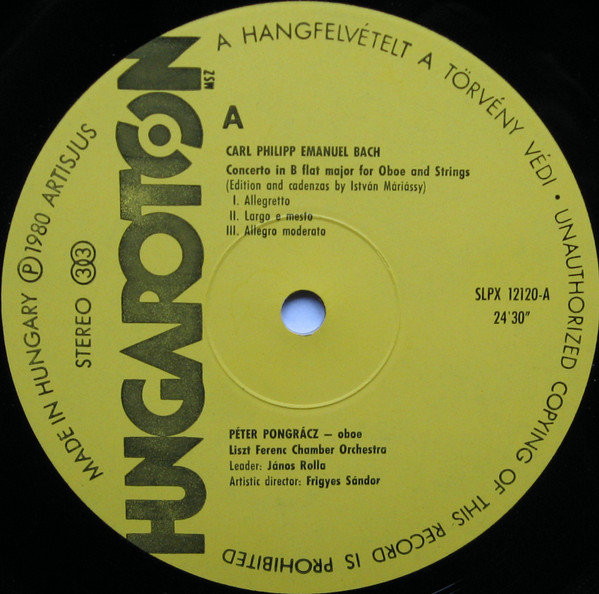 HUNGAROTON
MSZ
A HANGFELVÉTELT A TÖRVÉNY VÉDI • UNAUTHORIZED COPYING OF THIS RECORD IS PROHIBITED
MADE IN HUNGARY Ⓟ 1980 ARTISJUS
STEREO 33
A
CARL PHILIPP EMANUEL BACH
Concerto in B flat major for Oboe and Strings
(Edition and cadenzas by István Máriássy)
I. Allegretto
II. Largo e mesto
III. Allegro moderato
SLPX 12120-A
24'30"
PÉTER PONGRÁCZ – oboe
Liszt Ferenc Chamber Orchestra
Leader: János Rolla
Artistic director: Frigyes Sándor